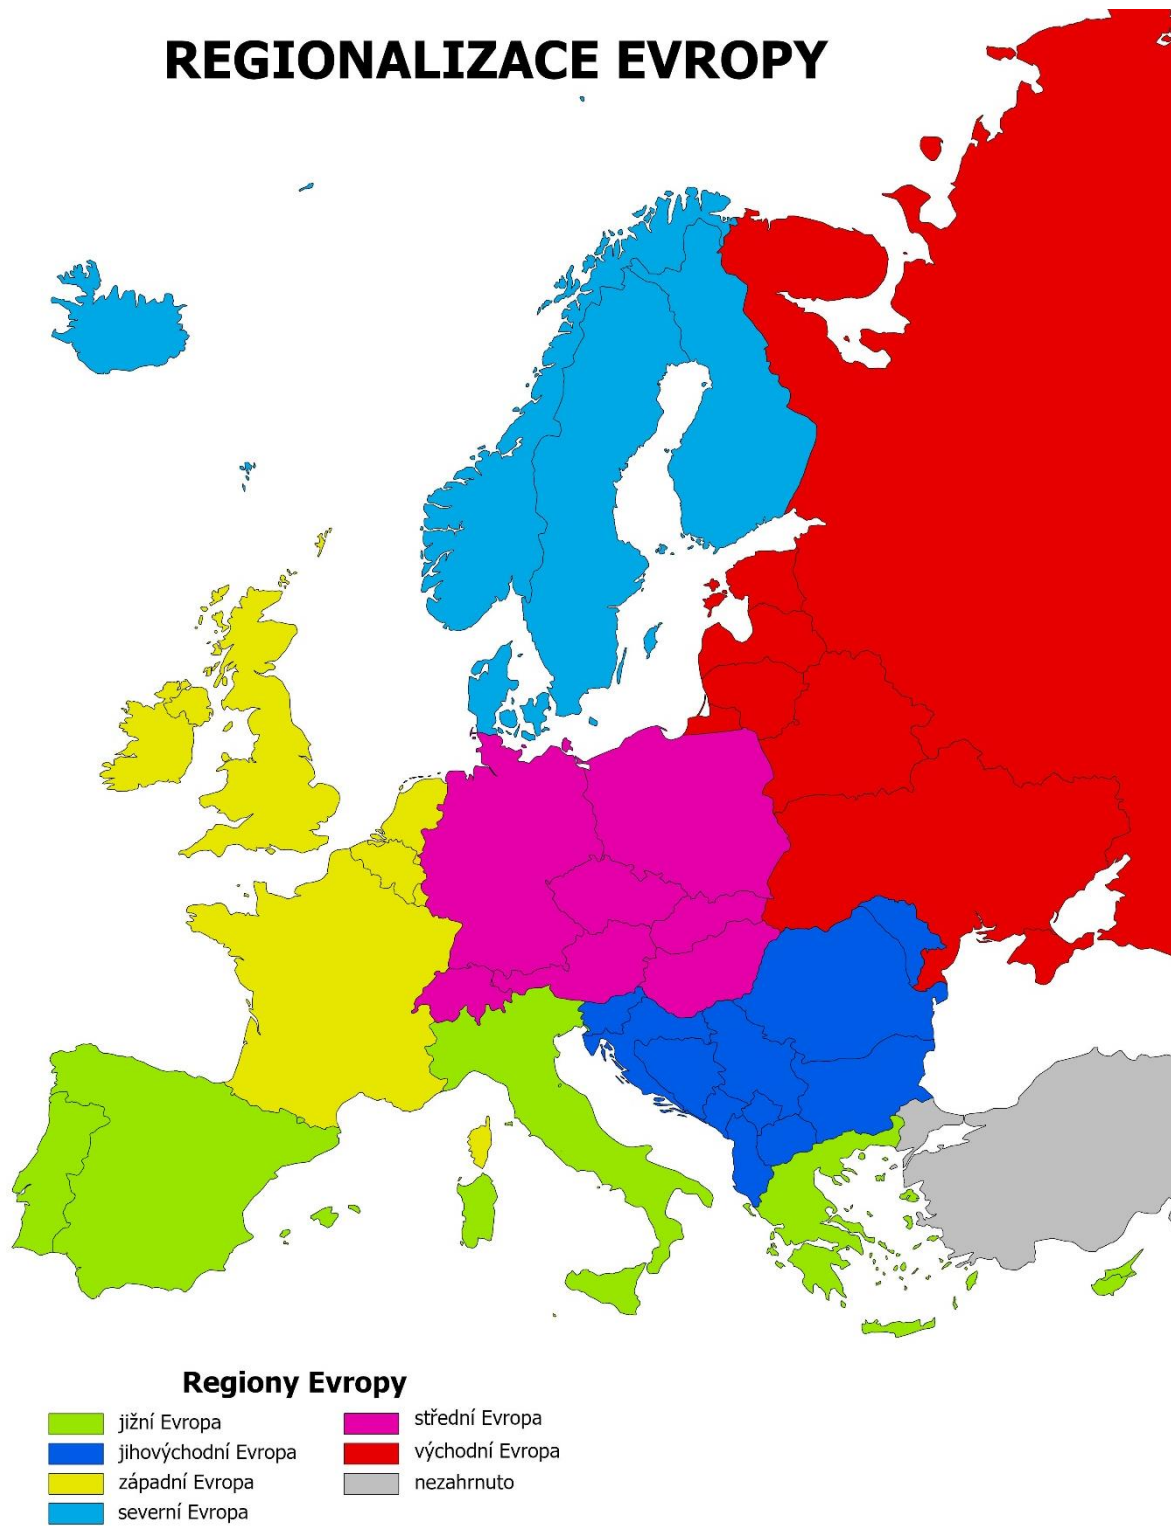 REGIONALIZACE EVROPY
Regiony Evropy
jižní Evropa
jihovýchodní Evropa
západní Evropa
severní Evropa
střední Evropa
východní Evropa
nezahrnuto